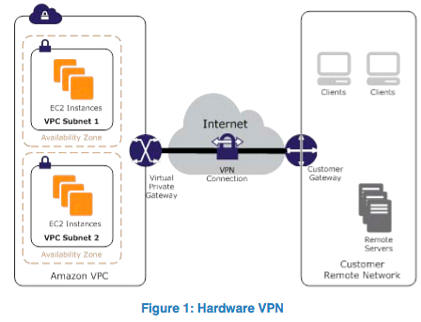 EC2 Instances
VPC Subnet 1
Availability Zone
EC2 Instances
VPC Subnet 2
Availability Zone
Amazon VPC
Virtual
Private
Gateway
Internet
VPN
Connection
Customer
Gateway
Clients Clients
Remote
Servers
Customer
Remote Network
Figure 1: Hardware VPN